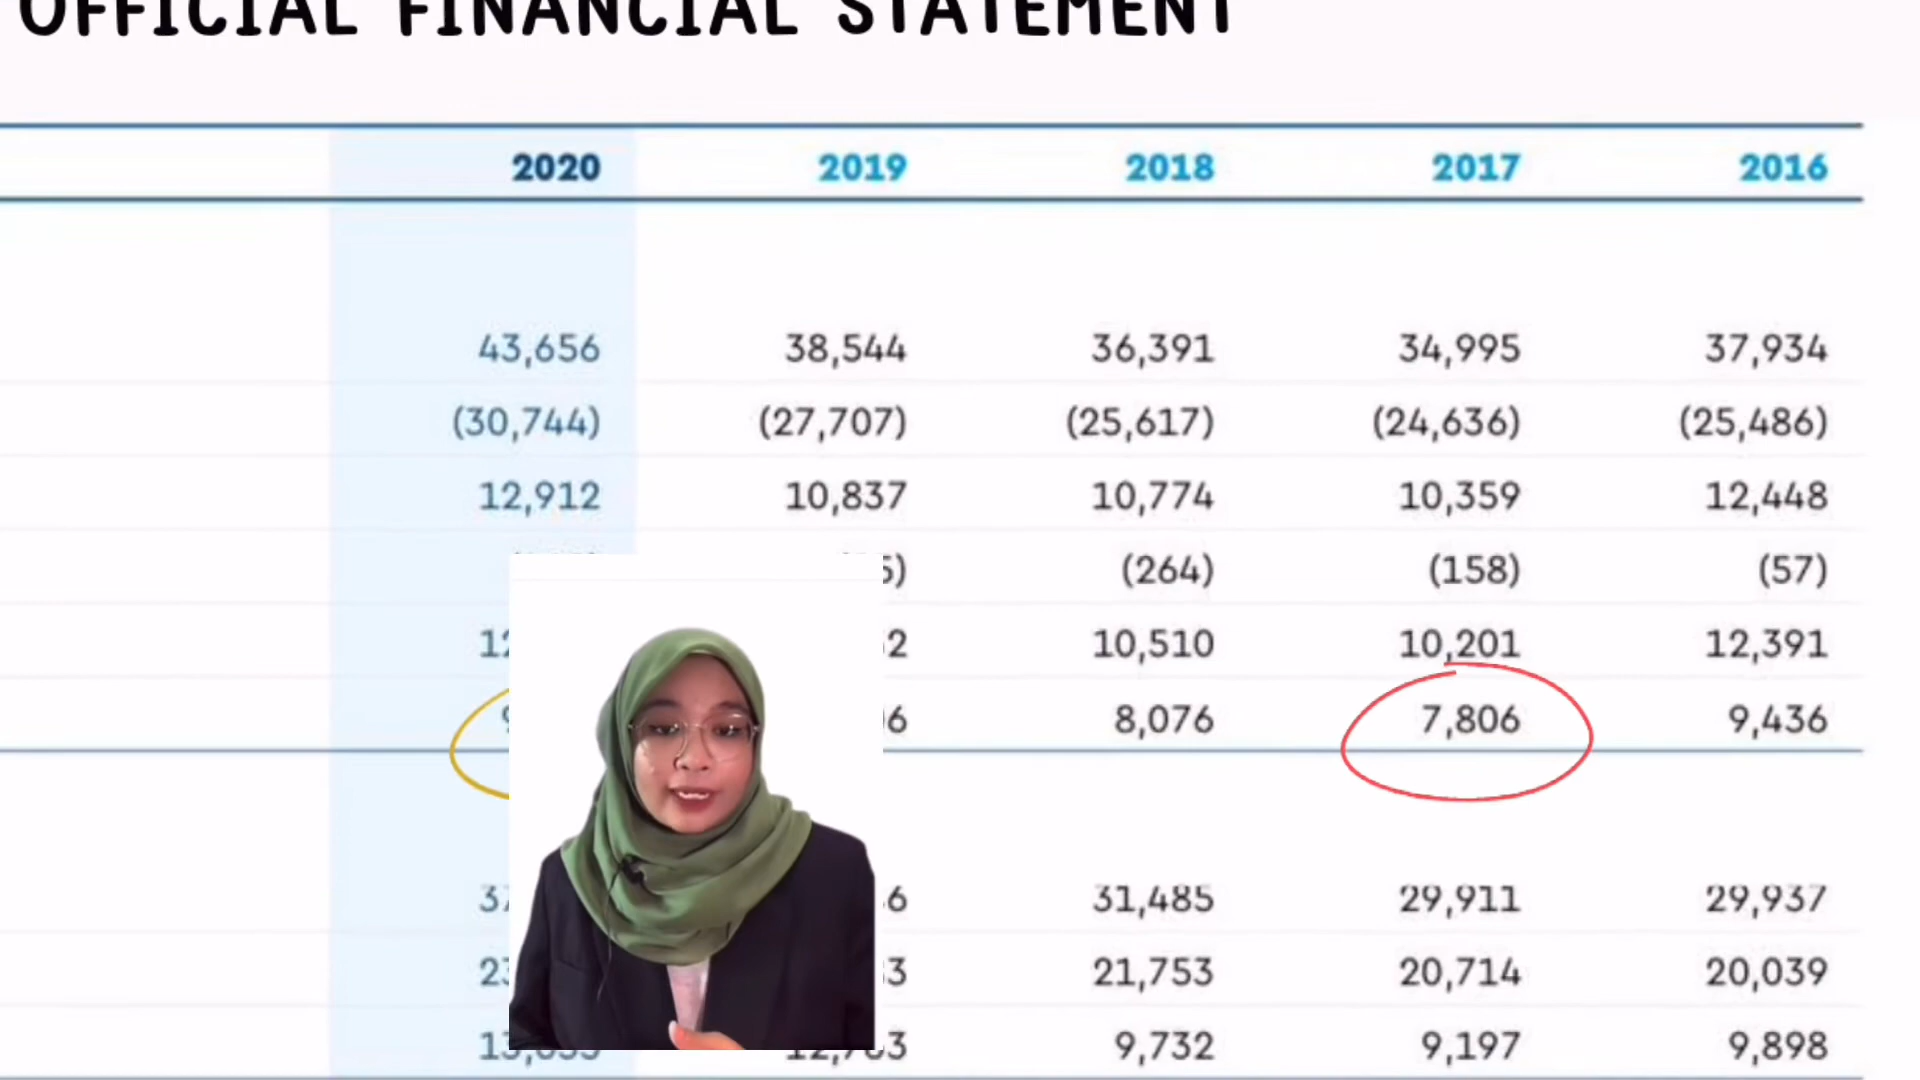 OFFICIAL FINANCIAL STATEMENT
2020 2019 2018 2017 2016
43,656 38,544 36,391 34,995 37,934
(30,744) (27,707) (25,617) (24,636) (25,486)
12,912 10,837 10,774 10,359 12,448
(264) (158) (57)
10,510 10,201 12,391
8,076 7,806 9,436
31,485 29,911 29,937
21,753 20,714 20,039
9,732 9,197 9,898